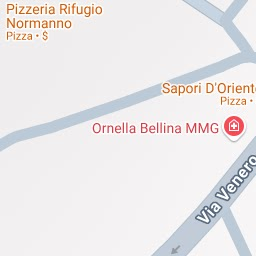 Pizzeria Rifugio
Normanno
Pizza • $
Sapori D'Oriente
Pizza •
Ornella Bellina MMG
Via Venero